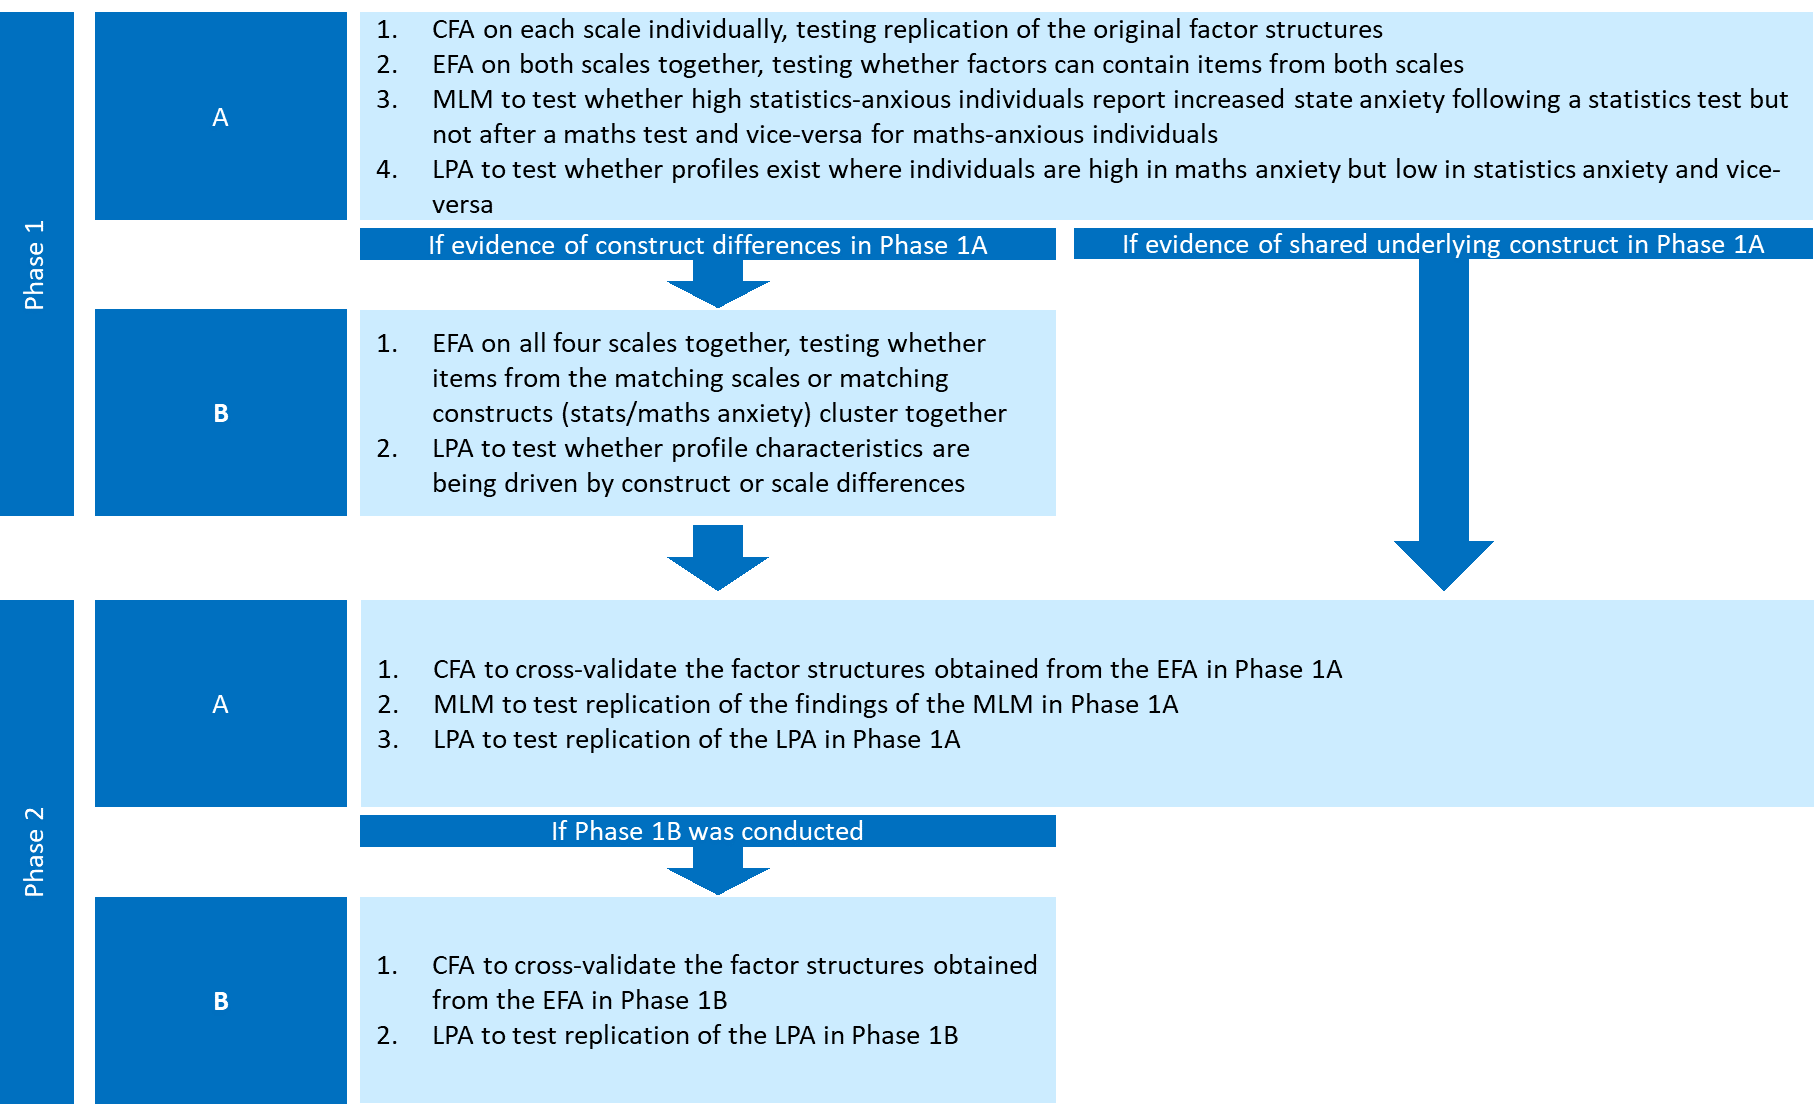 Phase 1
A
1. CFA on each scale individually, testing replication of the original factor structures
2. EFA on both scales together, testing whether factors can contain items from both scales
3. MLM to test whether high statistics-anxious individuals report increased state anxiety following a statistics test but
not after a maths test and vice-versa for maths-anxious individuals
4. LPA to test whether profiles exist where individuals are high in maths anxiety but low in statistics anxiety and vice-
versa
If evidence of construct differences in Phase 1A
If evidence of shared underlying construct in Phase 1A
B
1. EFA on all four scales together, testing whether
items from the matching scales or matching
constructs (stats/maths anxiety) cluster together
2. LPA to test whether profile characteristics are
being driven by construct or scale differences
Phase 2
A
1. CFA to cross-validate the factor structures obtained from the EFA in Phase 1A
2. MLM to test replication of the findings of the MLM in Phase 1A
3. LPA to test replication of the LPA in Phase 1A
If Phase 1B was conducted
B
1. CFA to cross-validate the factor structures obtained
from the EFA in Phase 1B
2. LPA to test replication of the LPA in Phase 1B